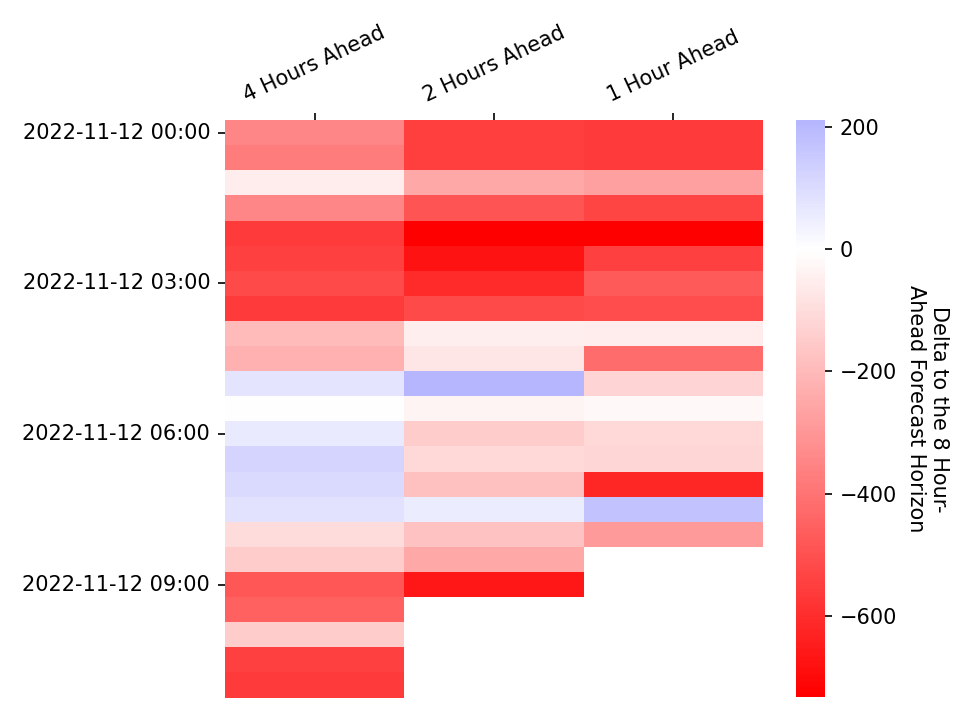 4 Hours Ahead
2 Hours Ahead
1 Hour Ahead
2022-11-12 00:00
2022-11-12 03:00
2022-11-12 06:00
2022-11-12 09:00
200
0
−200
−400
−600
Delta to the 8 Hour-
Ahead Forecast Horizon